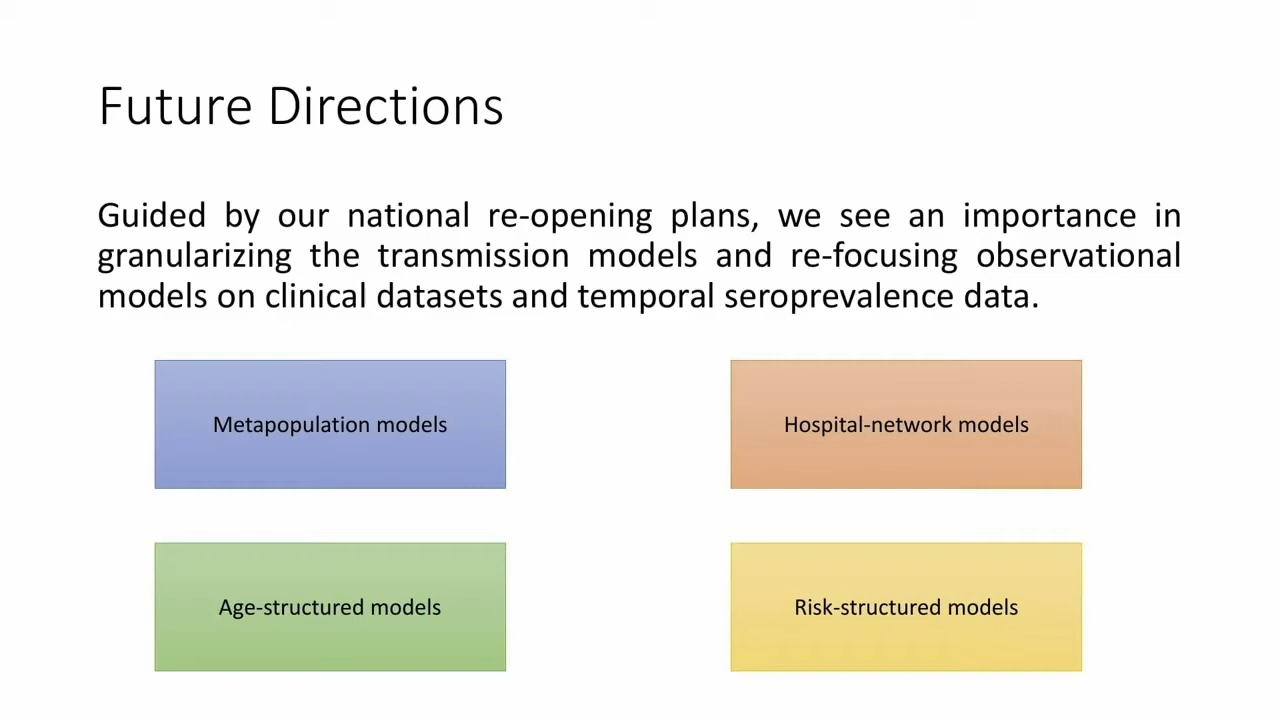 Future Directions
Guided by our national re-opening plans, we see an importance in
granularizing the transmission models and re-focusing observational
models on clinical datasets and temporal seroprevalence data.
Metapopulation models
Hospital-network models
Age-structured models
Risk-structured models